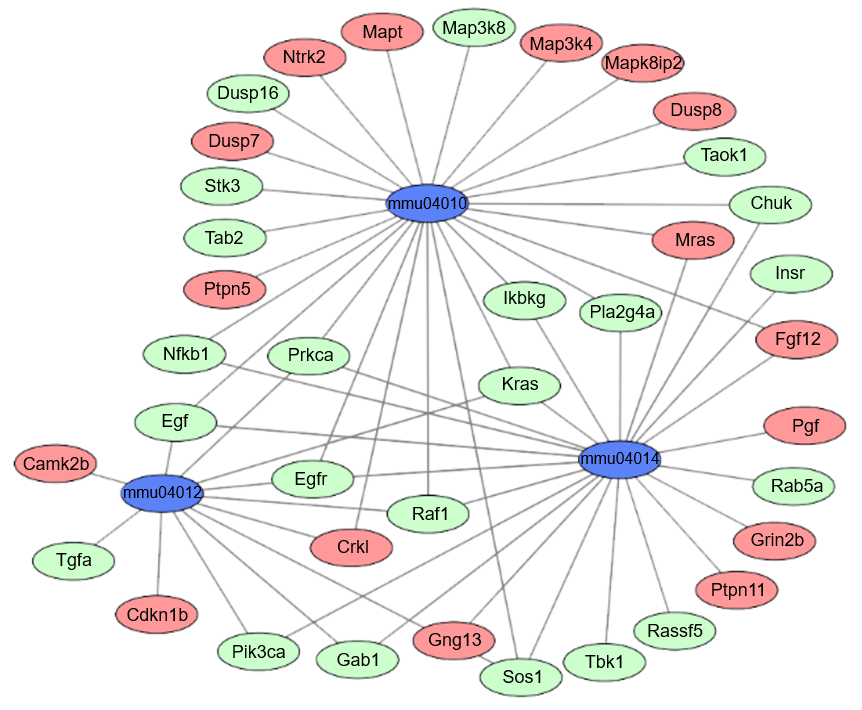 Map3k8
Mapt
Map3k4
Ntrk2
Mapk8ip2
Dusp16
Dusp8
Dusp7
Taok1
Stk3
mmu04010
Chuk
Tab2
Mras
Insr
Ptpn5
Ikbkg
Pla2g4a
Fgf12
Nfkb1
Prkca
Kras
Egf
Pgf
Camk2b
mmu04014
Egfr
Rab5a
mmu04012
Raf1
Grin2b
Crkl
Tgfa
Ptpn11
Cdkn1b
Rassf5
Gng13
Pik3ca
Gab1
Tbk1
Sos1